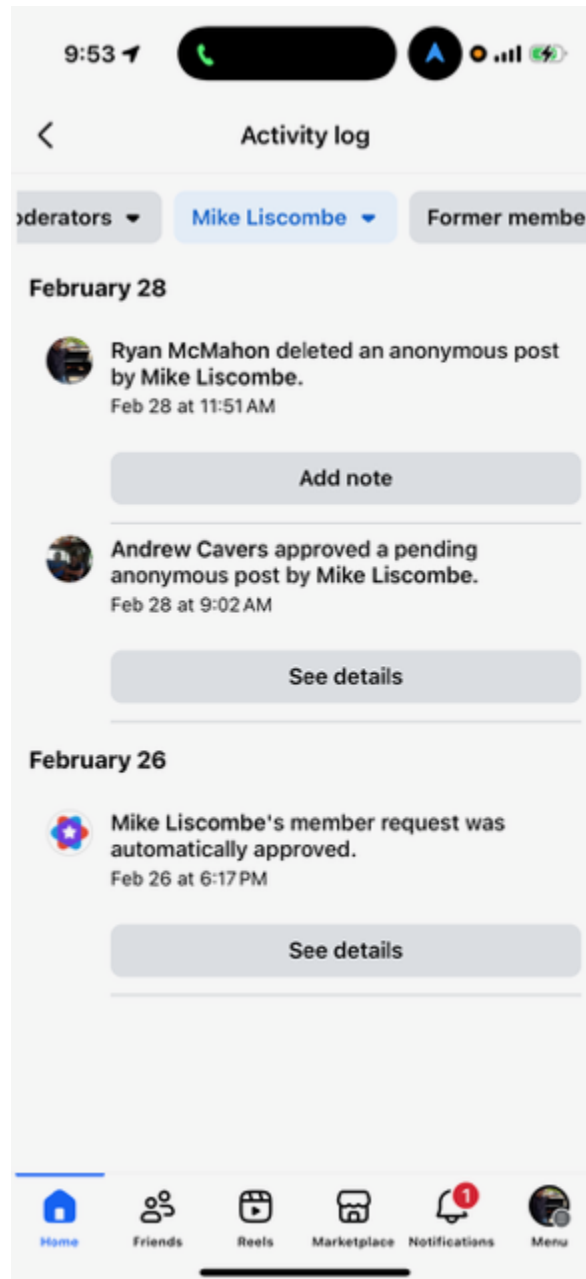 9:53
Activity log
oderators
Mike Liscombe
Former membe
February 28
Ryan McMahon deleted an anonymous post
by Mike Liscombe.
Feb 28 at 11:51 AM
Add note
Andrew Cavers approved a pending
anonymous post by Mike Liscombe.
Feb 28 at 9:02 AM
See details
February 26
Mike Liscombe's member request was
automatically approved.
Feb 26 at 6:17 PM
See details
1
Home
Friends
Reels
Marketplace
Notifications
Menu